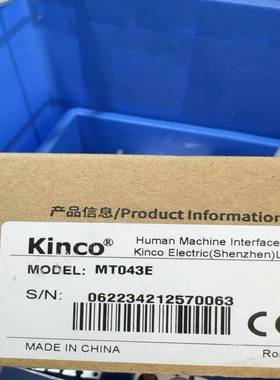 产品信息/Product Information
Kinco®
Human Machine Interface
Kinco Electric(Shenzhen)L
MODEL: MT043E
S/N: 062234212570063
MADE IN CHINA
CE
Ro